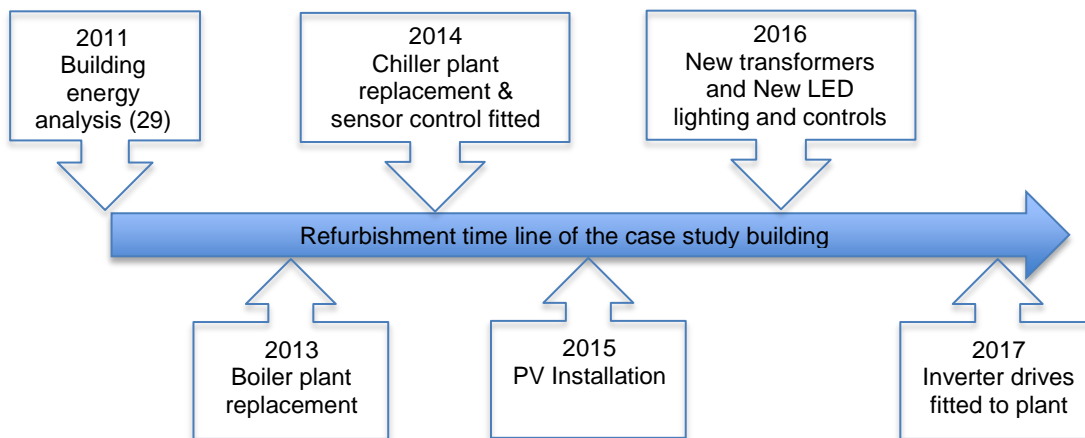 2011
Building
energy
analysis (29)
2014
Chiller plant
replacement &
sensor control fitted
2016
New transformers
and New LED
lighting and controls
Refurbishment time line of the case study building
2013
Boiler plant
replacement
2015
PV Installation
2017
Inverter drives
fitted to plant